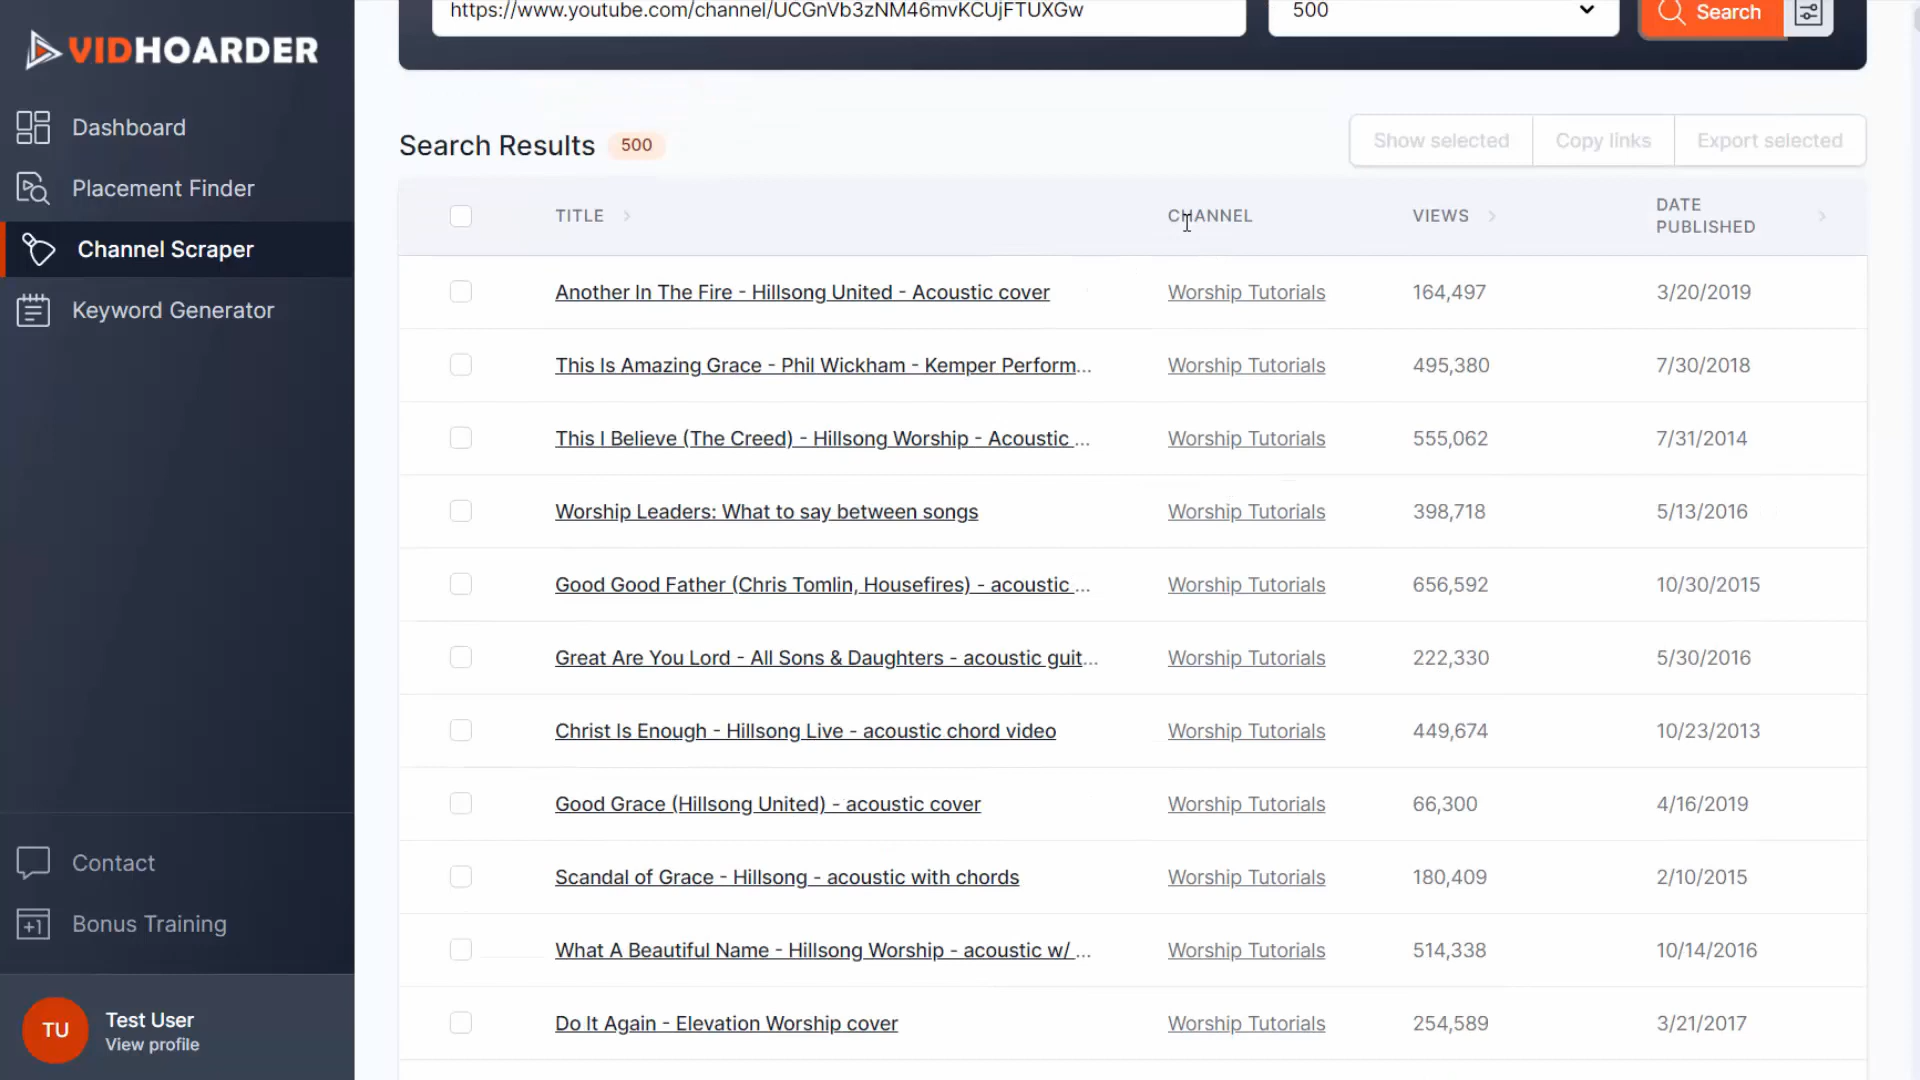 VIDHOARDER
Dashboard
Placement Finder
Channel Scraper
Keyword Generator
Contact
Bonus Training
TU
Test User
View profile
https://www.youtube.com/channel/UCGnVb3zNM46mvKCUjFTUXGw
500
Search
Search Results 500
Show selected Copy links Export selected
TITLE CHANNEL VIEWS DATE PUBLISHED
Another In The Fire - Hillsong United - Acoustic cover Worship Tutorials 164,497 3/20/2019
This Is Amazing Grace - Phil Wickham - Kemper Perform... Worship Tutorials 495,380 7/30/2018
This I Believe (The Creed) - Hillsong Worship - Acoustic ... Worship Tutorials 555,062 7/31/2014
Worship Leaders: What to say between songs Worship Tutorials 398,718 5/13/2016
Good Good Father (Chris Tomlin, Housefires) - acoustic ... Worship Tutorials 656,592 10/30/2015
Great Are You Lord - All Sons & Daughters - acoustic guit... Worship Tutorials 222,330 5/30/2016
Christ Is Enough - Hillsong Live - acoustic chord video Worship Tutorials 449,674 10/23/2013
Good Grace (Hillsong United) - acoustic cover Worship Tutorials 66,300 4/16/2019
Scandal of Grace - Hillsong - acoustic with chords Worship Tutorials 180,409 2/10/2015
What A Beautiful Name - Hillsong Worship - acoustic w/ ... Worship Tutorials 514,338 10/14/2016
Do It Again - Elevation Worship cover Worship Tutorials 254,589 3/21/2017